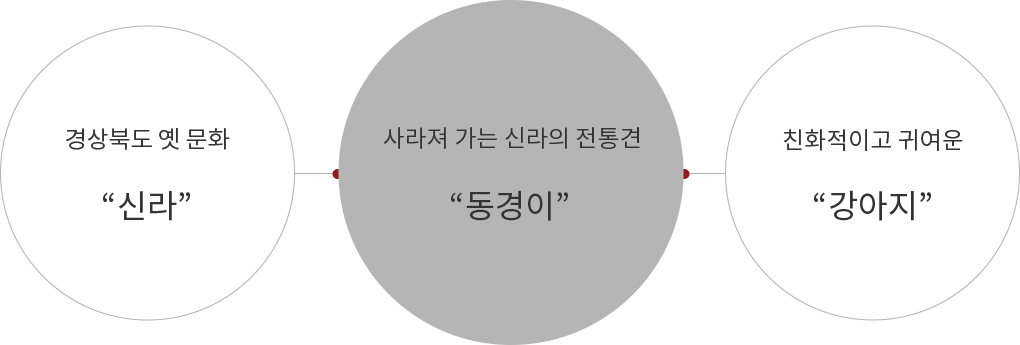 경상북도 옛 문화
“신라”
사라져 가는 신라의 전통견
“동경이”
친화적이고 귀여운
“강아지”